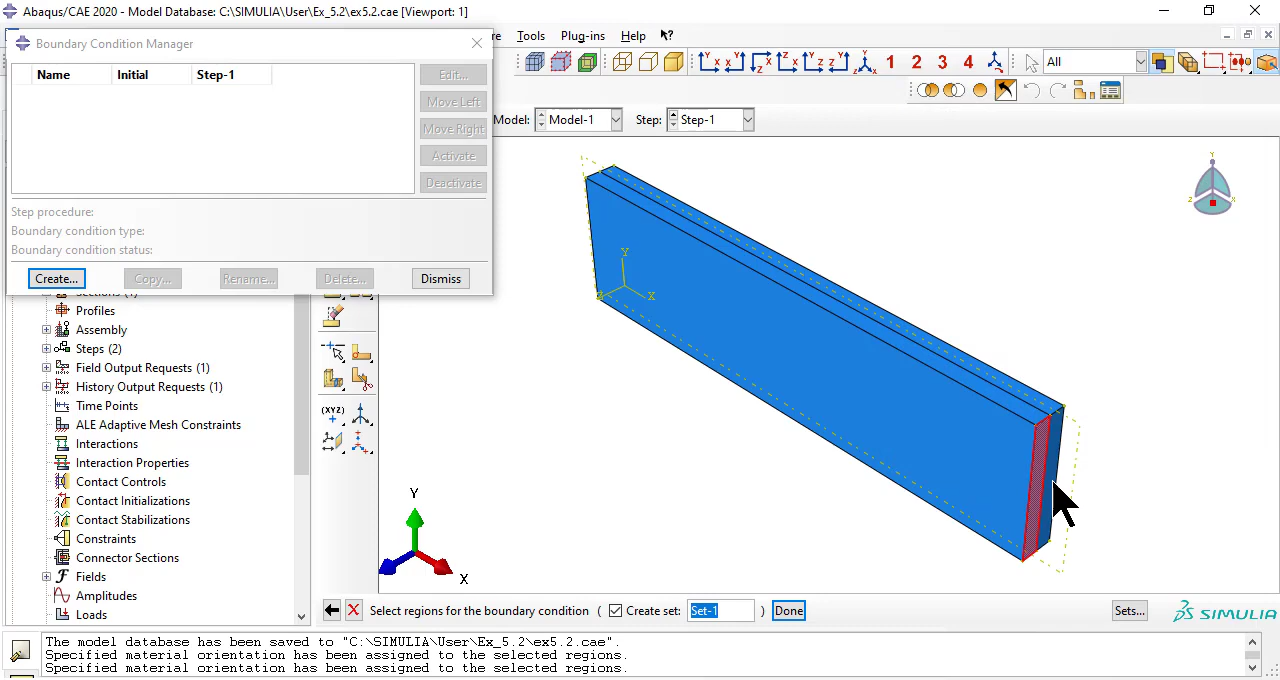 Abaqus/CAE 2020 - Model Database: C:\SIMULIA\User\Ex_5.2\ex5.2.cae [Viewport: 1]
Tools Plug-ins Help
Boundary Condition Manager
Name Initial Step-1
Edit...
Move Left
Move Right
Activate
Deactivate
Step procedure:
Boundary condition type:
Boundary condition status:
Create... Copy... Rename... Delete... Dismiss
1 2 3 4 All
Model: Model-1 Step: Step-1
Profiles
Assembly
Steps (2)
Field Output Requests (1)
History Output Requests (1)
Time Points
ALE Adaptive Mesh Constraints
Interactions
Interaction Properties
Contact Controls
Contact Initializations
Contact Stabilizations
Constraints
Connector Sections
Fields
Amplitudes
Loads
(XYZ)
Y
X
Z
Y
X
Y
Z
X
Select regions for the boundary condition ( Create set: Set-1 ) Done Sets...
SIMULIA
The model database has been saved to "C:\SIMULIA\User\Ex_5.2\ex5.2.cae".
Specified material orientation has been assigned to the selected regions.
Specified material orientation has been assigned to the selected regions.